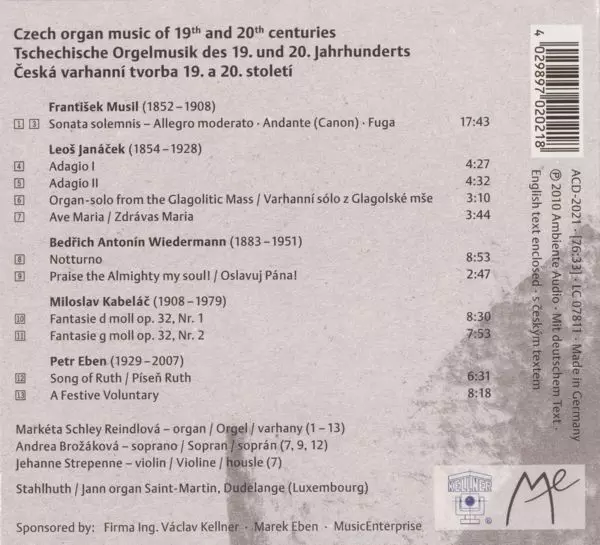 Czech organ music of 19th and 20th centuries
Tschechische Orgelmusik des 19. und 20. Jahrhunderts
Česká varhanní tvorba 19. a 20. století
František Musil (1852–1908)
1 3 Sonata solemnis – Allegro moderato · Andante (Canon) · Fuga 17:43
Leoš Janáček (1854–1928)
4 Adagio I 4:27
5 Adagio II 4:32
6 Organ-solo from the Glagolitic Mass / Varhanní sólo z Glagolské mše 3:10
7 Ave Maria / Zdrávas Maria 3:44
Bedřich Antonín Wiedermann (1883–1951)
8 Notturno 8:53
9 Praise the Almighty my soul! / Oslavuj Pána! 2:47
Miloslav Kabeláč (1908–1979)
10 Fantasie d moll op. 32, Nr. 1 8:30
11 Fantasie g moll op. 32, Nr. 2 7:53
Petr Eben (1929–2007)
12 Song of Ruth / Píseň Ruth 6:31
13 A Festive Voluntary 8:18
Markéta Schley Reindlová – organ / Orgel / varhany (1 – 13)
Andrea Brožáková – soprano / Sopran / soprán (7, 9, 12)
Jehanne Strepenne – violin / Violine / housle (7)
Stahlhuth / Jann organ Saint-Martin, Dudelange (Luxembourg)
Sponsored by: Firma Ing. Václav Kellner · Marek Eben · MusicEnterprise
4 029897 020218
ACD-2021 · [76:33] · LC 07811 · Made in Germany
℗ 2010 Ambiente Audio · Mit deutschem Text ·
English text enclosed · s českým textem
KELLNER
®
Me